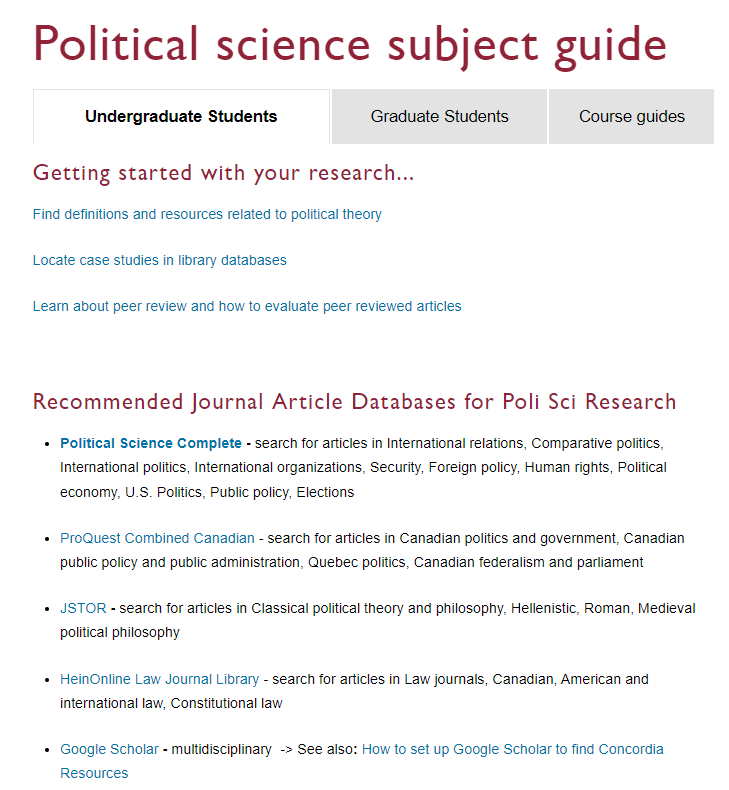 Political science subject guide
Undergraduate Students
Graduate Students
Course guides
Getting started with your research...
Find definitions and resources related to political theory
Locate case studies in library databases
Learn about peer review and how to evaluate peer reviewed articles
Recommended Journal Article Databases for Poli Sci Research
• Political Science Complete - search for articles in International relations, Comparative politics,
International politics, International organizations, Security, Foreign policy, Human rights, Political
economy, U.S. Politics, Public policy, Elections
• ProQuest Combined Canadian - search for articles in Canadian politics and government, Canadian
public policy and public administration, Quebec politics, Canadian federalism and parliament
• JSTOR - search for articles in Classical political theory and philosophy, Hellenistic, Roman, Medieval
political philosophy
• HeinOnline Law Journal Library - search for articles in Law journals, Canadian, American and
international law, Constitutional law
• Google Scholar - multidisciplinary -> See also: How to set up Google Scholar to find Concordia
Resources